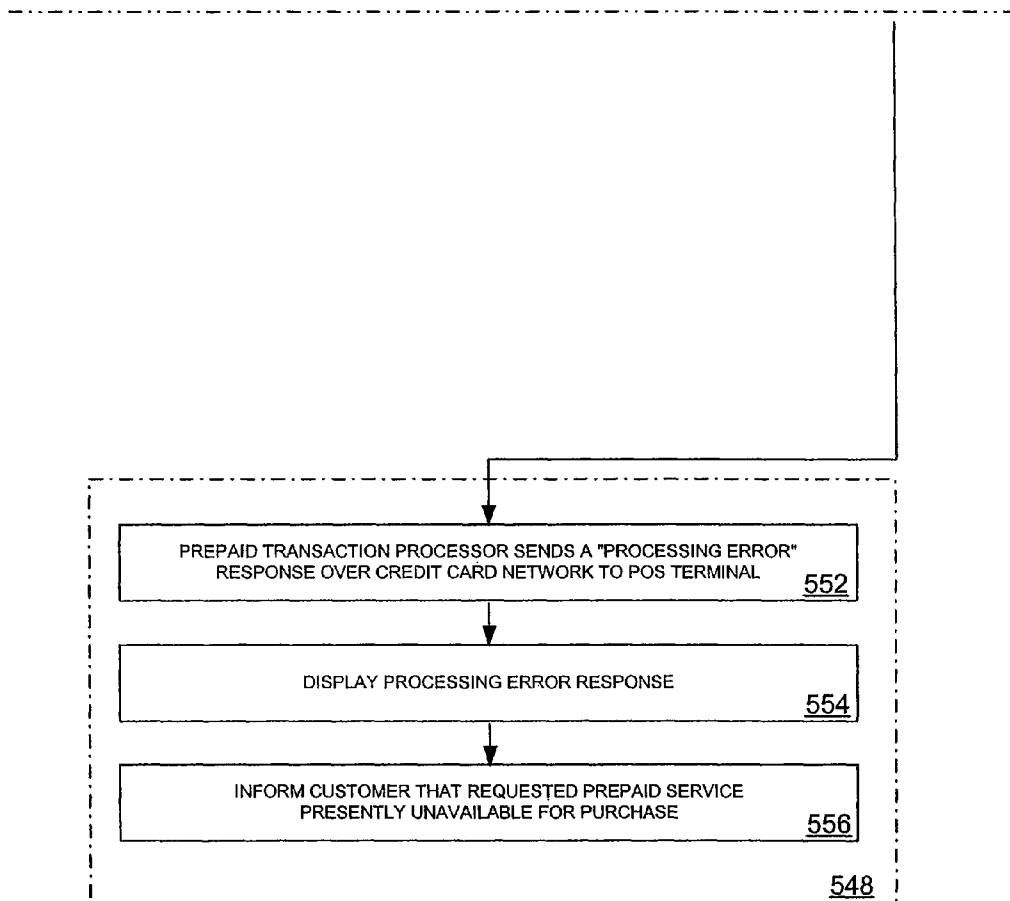 PREPAID TRANSACTION PROCESSOR SENDS A "PROCESSING ERROR"
RESPONSE OVER CREDIT CARD NETWORK TO POS TERMINAL
552
DISPLAY PROCESSING ERROR RESPONSE
554
INFORM CUSTOMER THAT REQUESTED PREPAID SERVICE
PRESENTLY UNAVAILABLE FOR PURCHASE
556
548